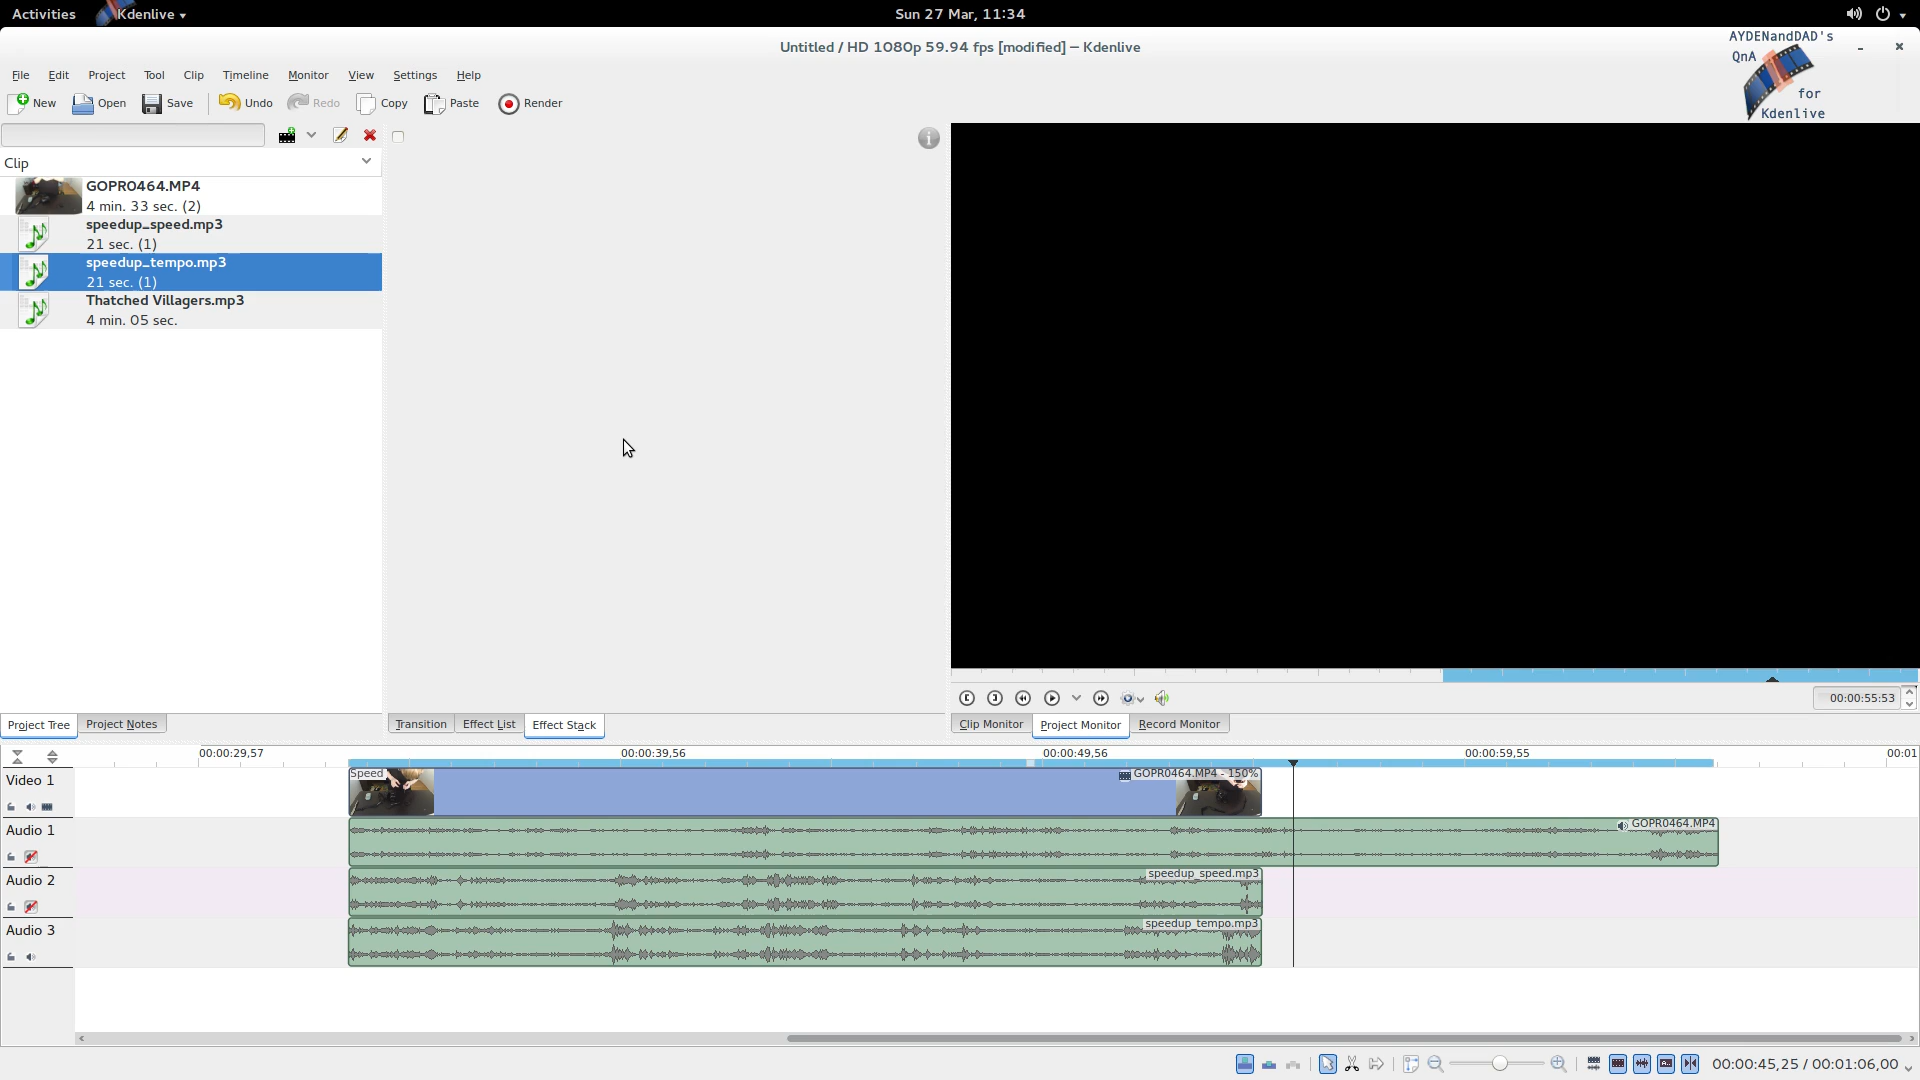 Activities
Kdenlive
Sun 27 Mar, 11:34
Untitled / HD 1080p 59.94 fps [modified] — Kdenlive
AYDENandDAD's
QnA
for
Kdenlive
File Edit Project Tool Clip Timeline Monitor View Settings Help
New Open Save Undo Redo Copy Paste Render
Clip
GOPR0464.MP4
4 min. 33 sec. (2)
speedup_speed.mp3
21 sec. (1)
speedup_tempo.mp3
21 sec. (1)
Thatched Villagers.mp3
4 min. 05 sec.
00:00:55:53
Project Tree Project Notes
Transition Effect List Effect Stack
Clip Monitor Project Monitor Record Monitor
00:00:29,57 00:00:39,56 00:00:49,56 00:00:59,55 00:01
Video 1
Speed
GOPR0464.MP4 - 150%
Audio 1
GOPR0464.MP4
Audio 2
speedup_speed.mp3
Audio 3
speedup_tempo.mp3
00:00:45,25 / 00:01:06,00